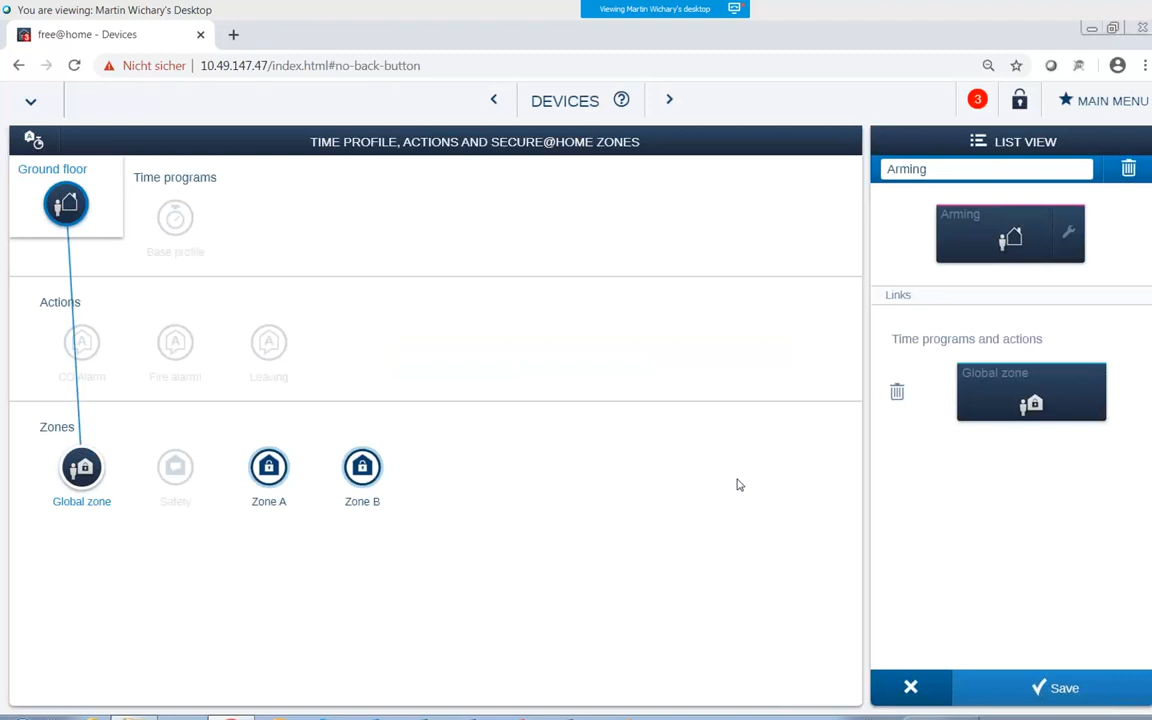 You are viewing: Martin Wichary's Desktop
Viewing Martin Wichary's desktop
free@home - Devices
Nicht sicher
10.49.147.47/index.html#no-back-button
DEVICES
3
MAIN MENU
TIME PROFILE, ACTIONS AND SECURE@HOME ZONES
LIST VIEW
Ground floor
Time programs
Base profile
Arming
Arming
Links
Actions
CO Alarm
Fire alarm!
Leaving
Time programs and actions
Global zone
Zones
Global zone
Safety
Zone A
Zone B
Save